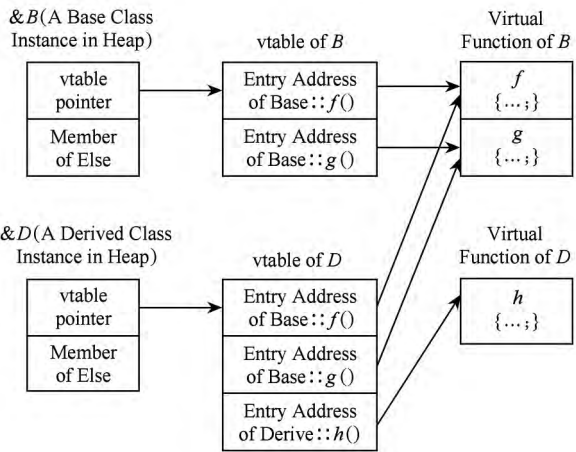 &B(A Base Class
Instance in Heap)
vtable
pointer
Member
of Else
vtable of B
Entry Address
of Base::f()
Entry Address
of Base::g()
Virtual
Function of B
f
{...;}
g
{...;}
&D(A Derived Class
Instance in Heap)
vtable
pointer
Member
of Else
vtable of D
Entry Address
of Base::f()
Entry Address
of Base::g()
Entry Address
of Derive::h()
Virtual
Function of D
h
{...;}